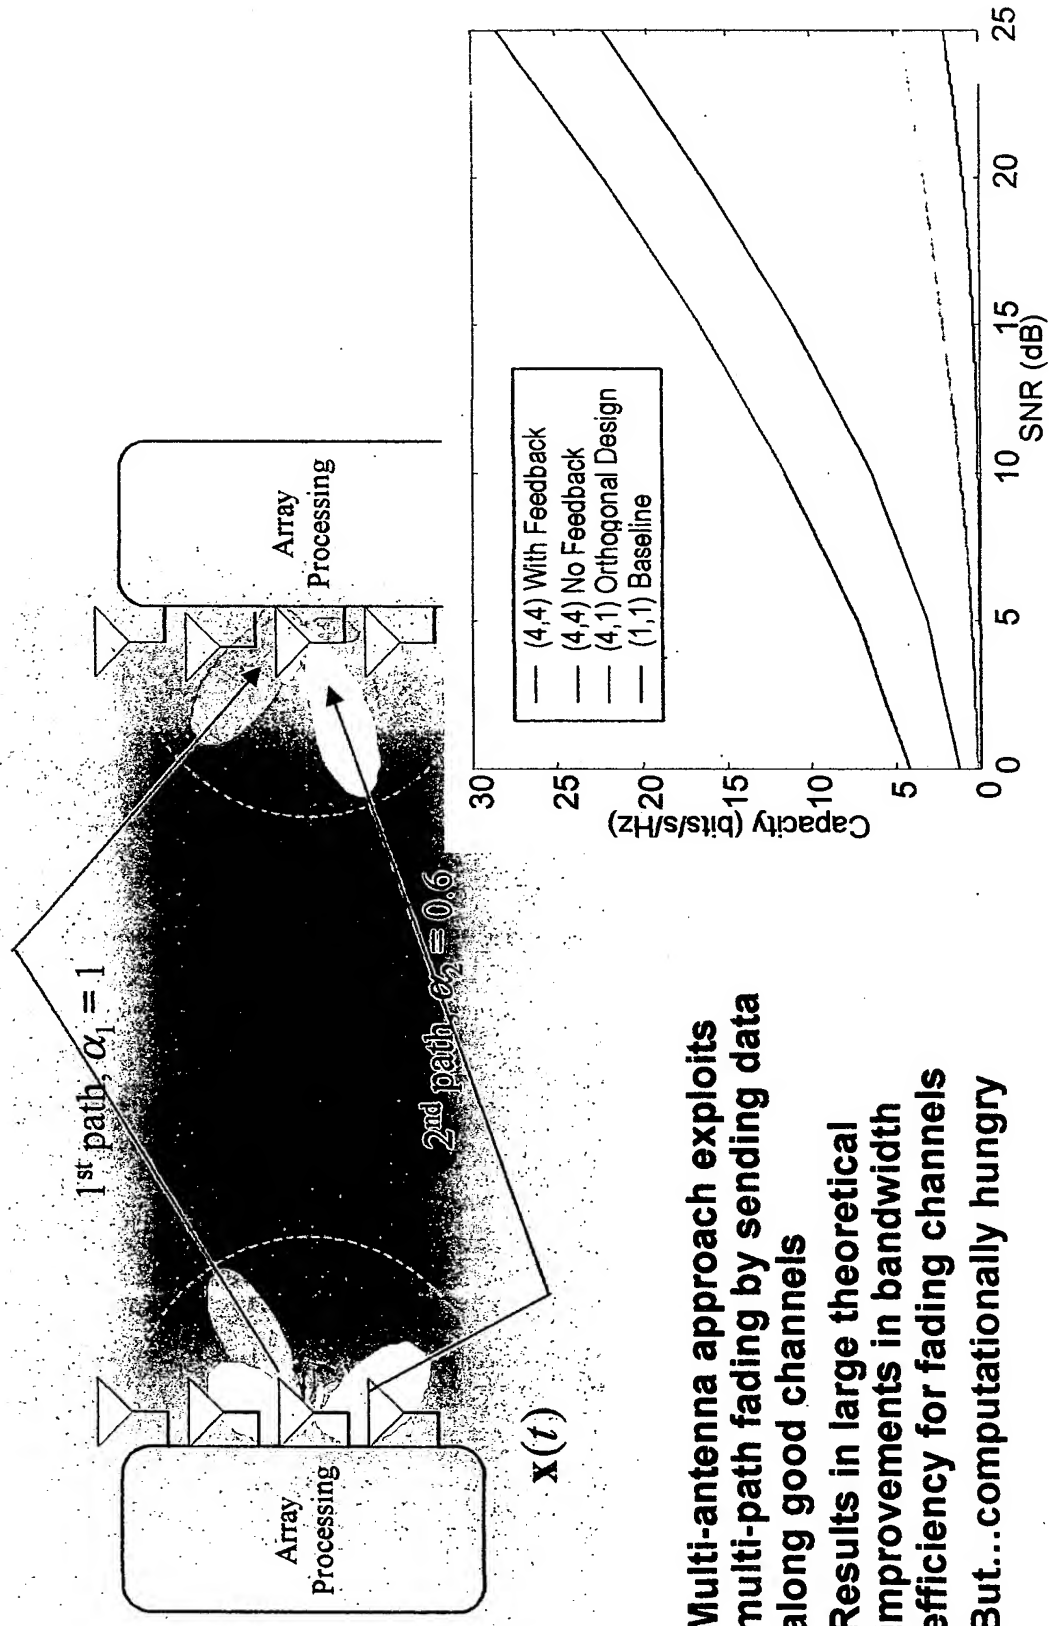 1st path, α1 = 1
2nd path, α2 = 0.6
Array
Processing
x(t)
Array
Processing
Multi-antenna approach exploits
multi-path fading by sending data
along good channels
Results in large theoretical
mprovements in bandwidth
efficiency for fading channels
But...computationally hungry
Capacity (bits/s/Hz)
30
25
20
15
10
5
0
(4,4) With Feedback
(4,4) No Feedback
(4,1) Orthogonal Design
(1,1) Baseline
0
5
10
15
20
25
SNR (dB)